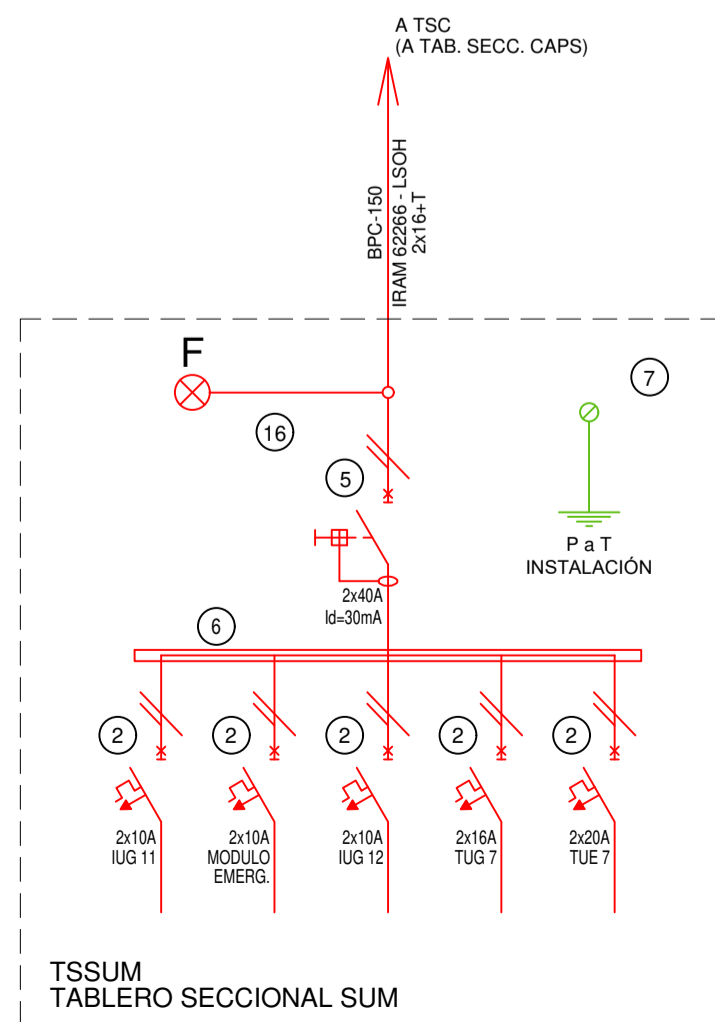 A TSC
(A TAB. SECC. CAPS)
BPC-150
IRAM 62266 - LSOH
2x16+T
F
7
16
5
P a T
INSTALACIÓN
2x40A
Id=30mA
6
2
2
2
2
2
2x10A
IUG 11
2x10A
MODULO
EMERG.
2x10A
IUG 12
2x16A
TUG 7
2x20A
TUE 7
TSSUM
TABLERO SECCIONAL SUM